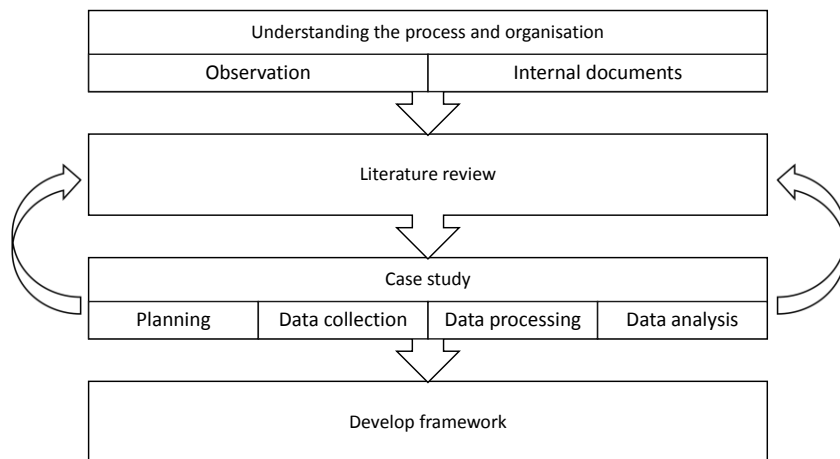 Understanding the process and organisation
Observation
Internal documents
Literature review
Case study
Planning
Data collection
Data processing
Data analysis
Develop framework